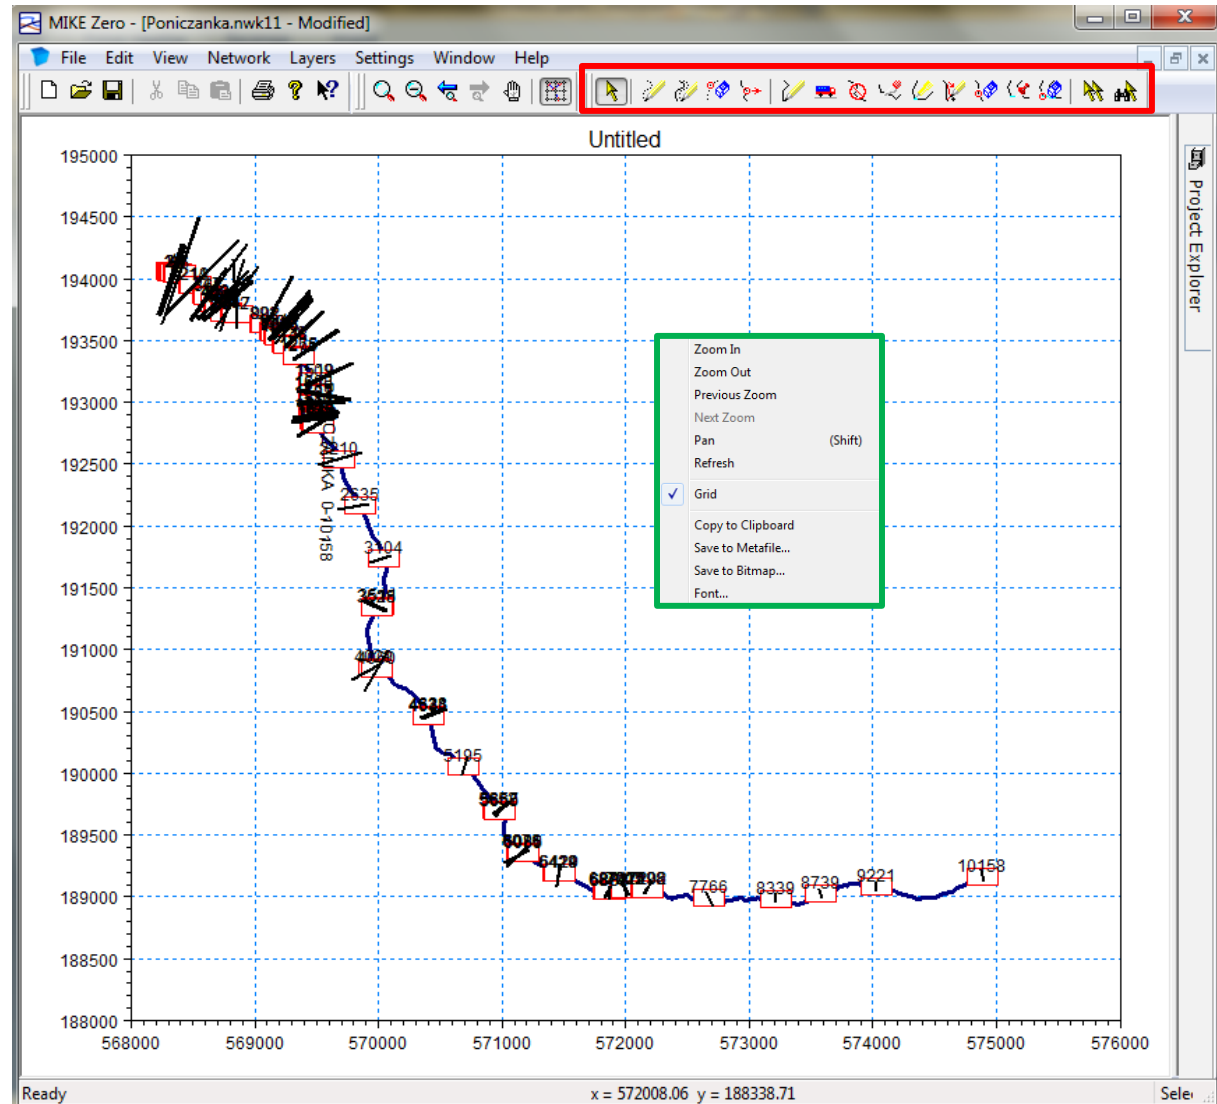 MIKE Zero - [Poniczanka.nwk11 - Modified]
File Edit View Network Layers Settings Window Help
Untitled
Project Explorer
195000
194500
194000
193500
193000
192500
192000
191500
191000
190500
190000
189500
189000
188500
188000
568000 569000 570000 571000 572000 573000 574000 575000 576000
0-10158
2635
3104
5195
7766
8339
8739
9221
10158
Zoom In
Zoom Out
Previous Zoom
Next Zoom
Pan (Shift)
Refresh
Grid
Copy to Clipboard
Save to Metafile...
Save to Bitmap...
Font...
Ready
x = 572008.06 y = 188338.71